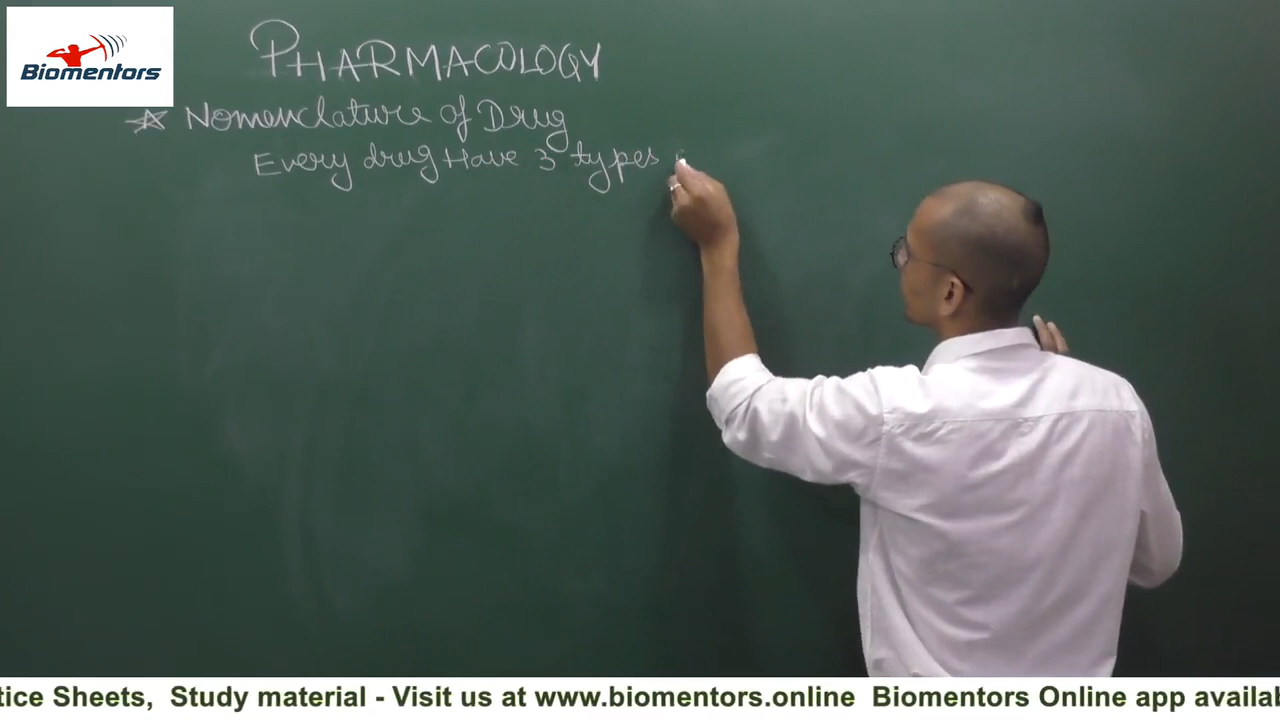 Biomentors
PHARMACOLOGY
☆ Nomenclature of Drug
Every drug Have 3 types
tice Sheets, Study material - Visit us at www.biomentors.online Biomentors Online app availab